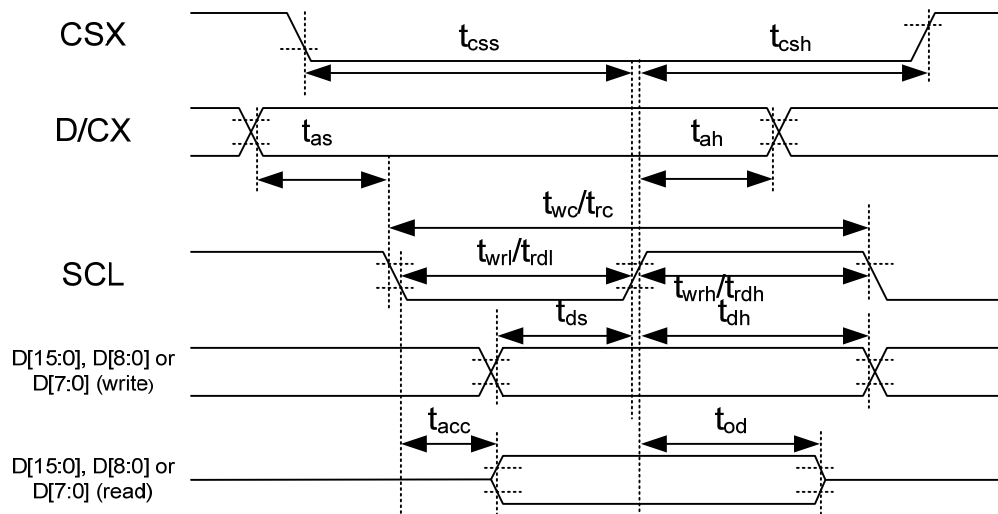 CSX
tcss
tcsh
D/CX
tas
tah
twc/trc
SCL
twrl/trdl
twrh/trdh
tds
tdh
D[15:0], D[8:0] or
D[7:0] (write)
tacc
tod
D[15:0], D[8:0] or
D[7:0] (read)